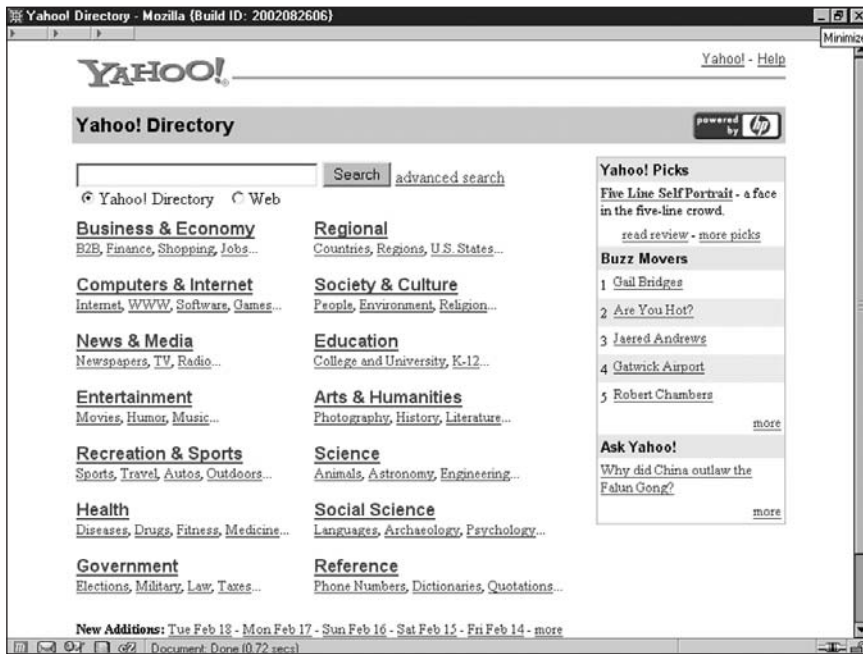 Yahoo! Directory - Mozilla {Build ID: 2002082606}
Minimize
YAHOO!
Yahoo! - Help
Yahoo! Directory
powered by hp
Search advanced search
Yahoo! Directory Web
Business & Economy
B2B, Finance, Shopping, Jobs...
Computers & Internet
Internet, WWW, Software, Games...
News & Media
Newspapers, TV, Radio...
Entertainment
Movies, Humor, Music...
Recreation & Sports
Sports, Travel, Autos, Outdoors...
Health
Diseases, Drugs, Fitness, Medicine...
Government
Elections, Military, Law, Taxes...
Regional
Countries, Regions, U.S. States...
Society & Culture
People, Environment, Religion...
Education
College and University, K-12...
Arts & Humanities
Photography, History, Literature...
Science
Animals, Astronomy, Engineering...
Social Science
Languages, Archaeology, Psychology...
Reference
Phone Numbers, Dictionaries, Quotations...
Yahoo! Picks
Five Line Self Portrait - a face
in the five-line crowd.
read review - more picks
Buzz Movers
1 Gail Bridges
2 Are You Hot?
3 Jaered Andrews
4 Gatwick Airport
5 Robert Chambers
more
Ask Yahoo!
Why did China outlaw the
Falun Gong?
more
New Additions: Tue Feb 18 - Mon Feb 17 - Sun Feb 16 - Sat Feb 15 - Fri Feb 14 - more
Document: Done (0.72 secs)